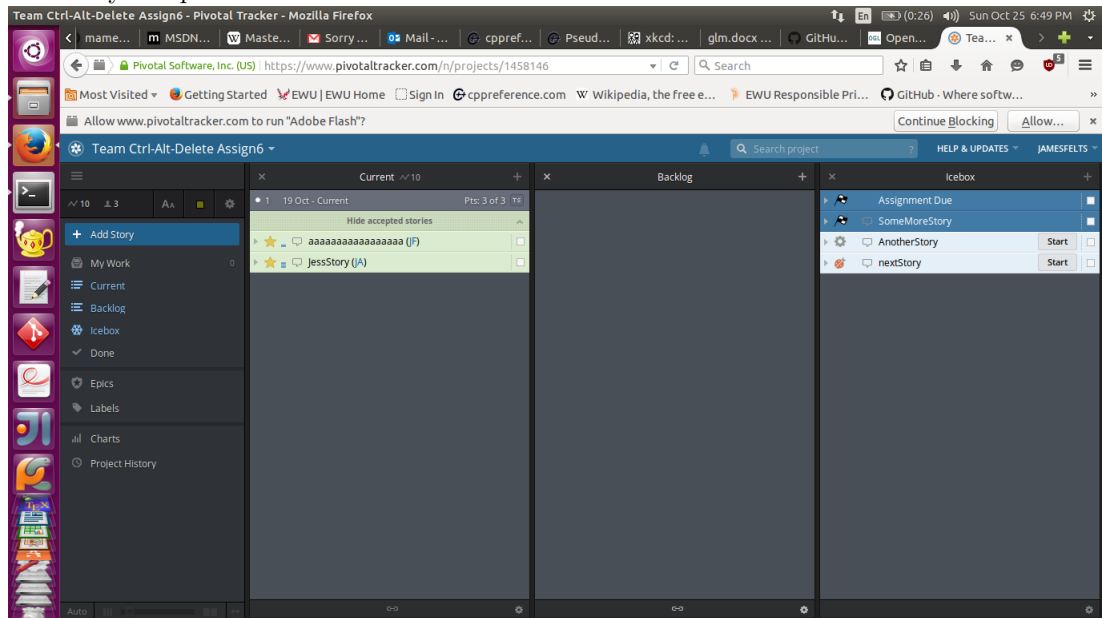 Team Ctrl-Alt-Delete Assign6 - Pivotal Tracker - Mozilla Firefox
En (0:26) Sun Oct 25 6:49 PM
mame... MSDN... Maste... Sorry ... Mail - ... cppref... Pseud... xkcd: ... glm.docx ... GitHu... Open... Tea...
Pivotal Software, Inc. (US) https://www.pivotaltracker.com/n/projects/1458146 Search 5
Most Visited Getting Started EWU | EWU Home Sign In cppreference.com Wikipedia, the free e... EWU Responsible Pri... GitHub · Where softw... »
Allow www.pivotaltracker.com to run "Adobe Flash"? Continue Blocking Allow...
Team Ctrl-Alt-Delete Assign6 Search project ? HELP & UPDATES JAMESFELTS
Current 10 Backlog Icebox
10 3 AA
1 19 Oct - Current Pts: 3 of 3
Hide accepted stories
Assignment Due
SomeMoreStory
Add Story
aaaaaaaaaaaaaaaaa (JF)
AnotherStory Start
My Work 0
JessStory (JA)
nextStory Start
Current
Backlog
Icebox
Done
Epics
Labels
Charts
Project History
Auto